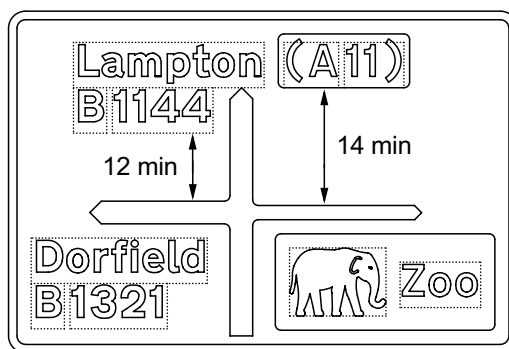 Lampton (A11)
B1144
12 min
14 min
Dorfield
B1321
Zoo